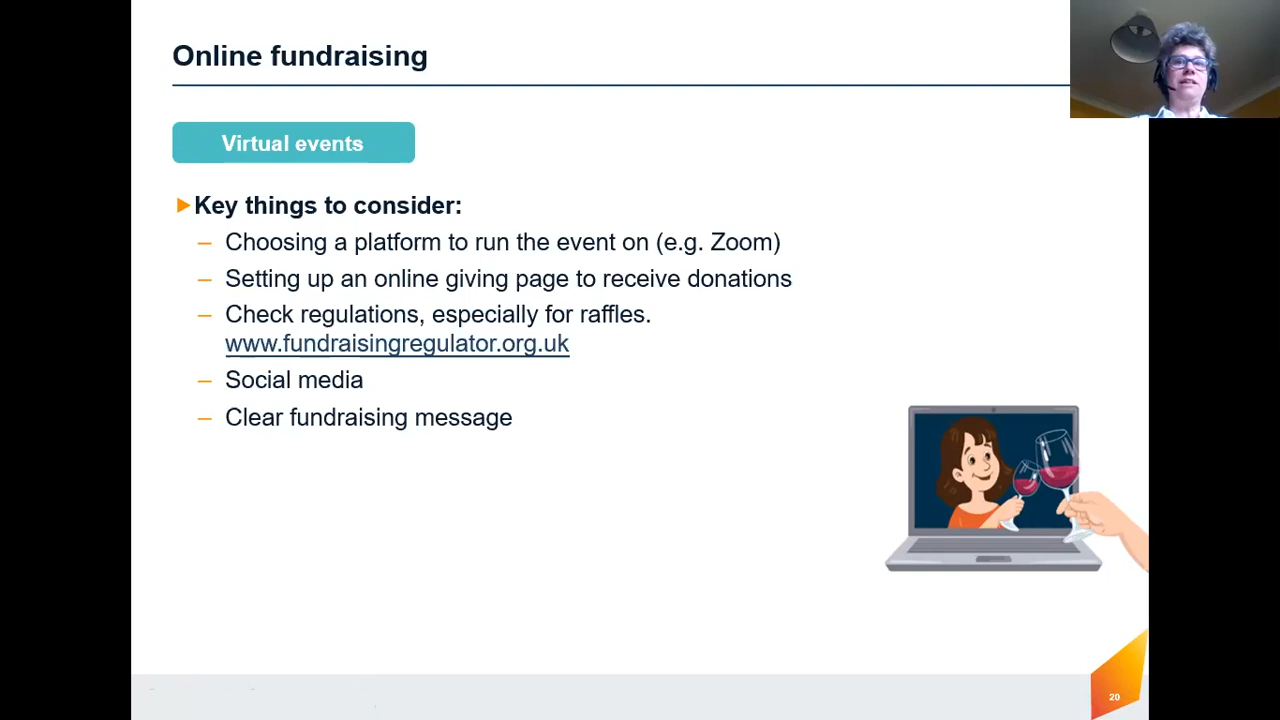 Online fundraising
Virtual events
Key things to consider:
– Choosing a platform to run the event on (e.g. Zoom)
– Setting up an online giving page to receive donations
– Check regulations, especially for raffles.
www.fundraisingregulator.org.uk
– Social media
– Clear fundraising message
20